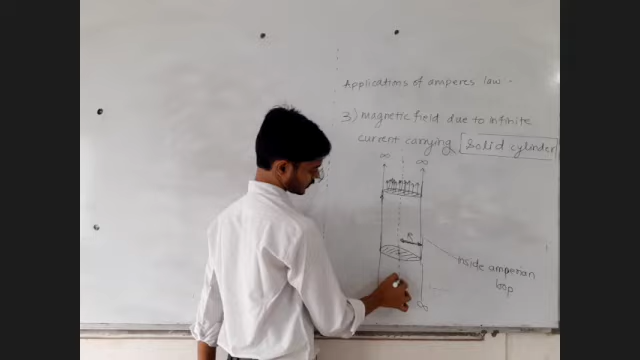 Applications of amperes law -
3) Magnetic field due to infinite
current carrying solid cylinder
∞ ∞
R
Inside amperian
loop
∞